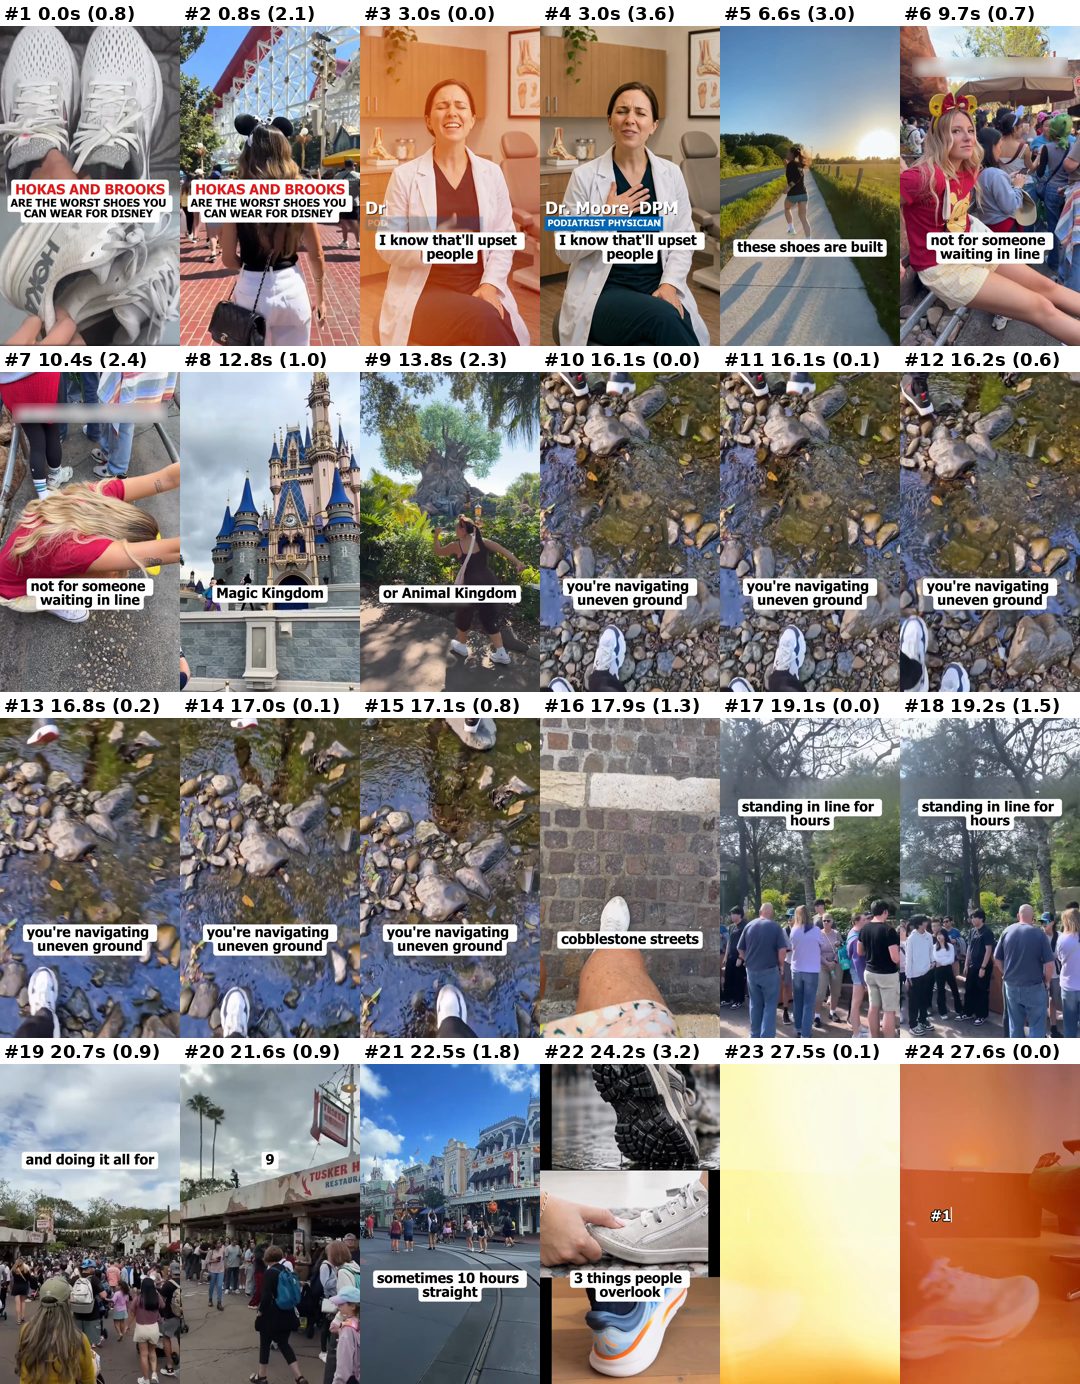 #1 0.0s (0.8)
#2 0.8s (2.1)
#3 3.0s (0.0)
#4 3.0s (3.6)
#5 6.6s (3.0)
#6 9.7s (0.7)
HOKAS AND BROOKS
ARE THE WORST SHOES YOU
CAN WEAR FOR DISNEY
HOKA
HOKAS AND BROOKS
ARE THE WORST SHOES YOU
CAN WEAR FOR DISNEY
Dr
POD
I know that'll upset
people
Dr. Moore, DPM
PODIATRIST PHYSICIAN
I know that'll upset
people
these shoes are built
not for someone
waiting in line
#7 10.4s (2.4)
#8 12.8s (1.0)
#9 13.8s (2.3)
#10 16.1s (0.0)
#11 16.1s (0.1)
#12 16.2s (0.6)
not for someone
waiting in line
Magic Kingdom
or Animal Kingdom
you're navigating
uneven ground
you're navigating
uneven ground
you're navigating
uneven ground
#13 16.8s (0.2)
#14 17.0s (0.1)
#15 17.1s (0.8)
#16 17.9s (1.3)
#17 19.1s (0.0)
#18 19.2s (1.5)
you're navigating
uneven ground
you're navigating
uneven ground
you're navigating
uneven ground
cobblestone streets
standing in line for
hours
standing in line for
hours
#19 20.7s (0.9)
#20 21.6s (0.9)
#21 22.5s (1.8)
#22 24.2s (3.2)
#23 27.5s (0.1)
#24 27.6s (0.0)
and doing it all for
9
TUSKER H
RESTAURA
sometimes 10 hours
straight
3 things people
overlook
#1